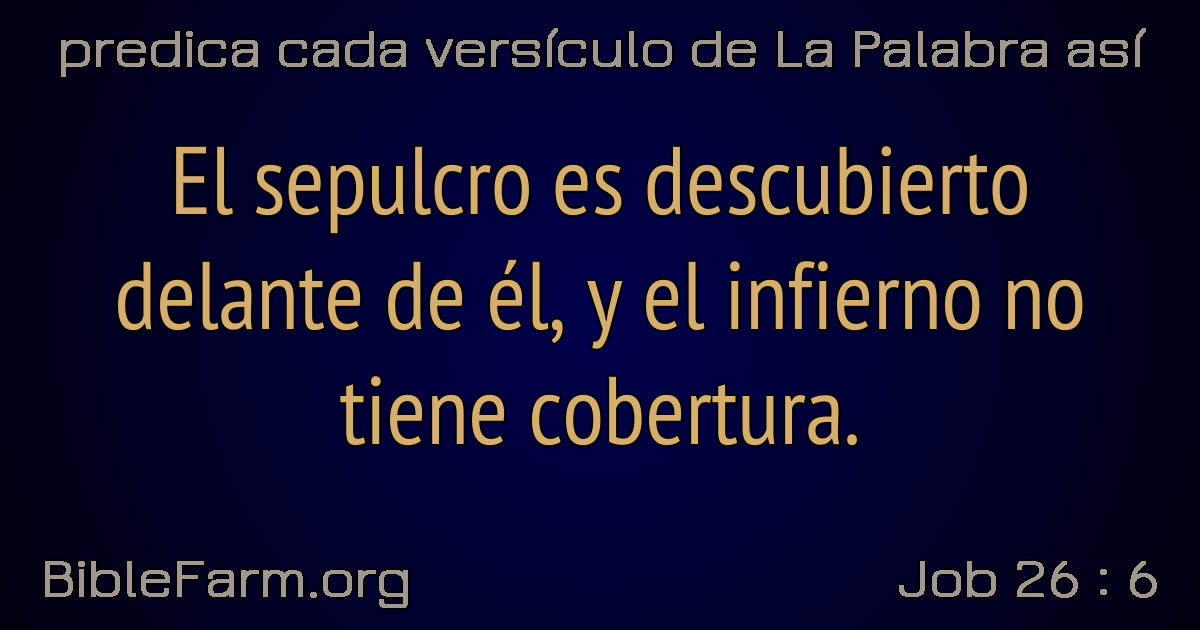 predica cada versículo de La Palabra así
El sepulcro es descubierto
delante de él, y el infierno no
tiene cobertura.
BibleFarm.org
Job 26 : 6